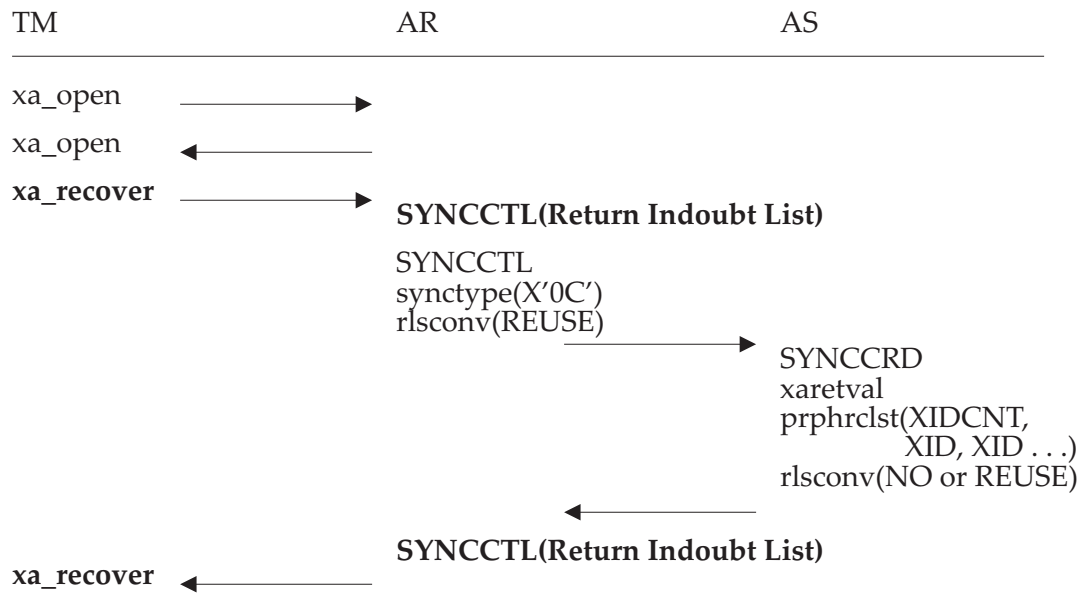 TM AR AS
xa_open
xa_open
xa_recover
SYNCCTL(Return Indoubt List)
SYNCCTL
synctype(X'0C')
rlsconv(REUSE)
SYNCCRD
xaretval
prphrclst(XIDCNT,
XID, XID . . .)
rlsconv(NO or REUSE)
SYNCCTL(Return Indoubt List)
xa_recover